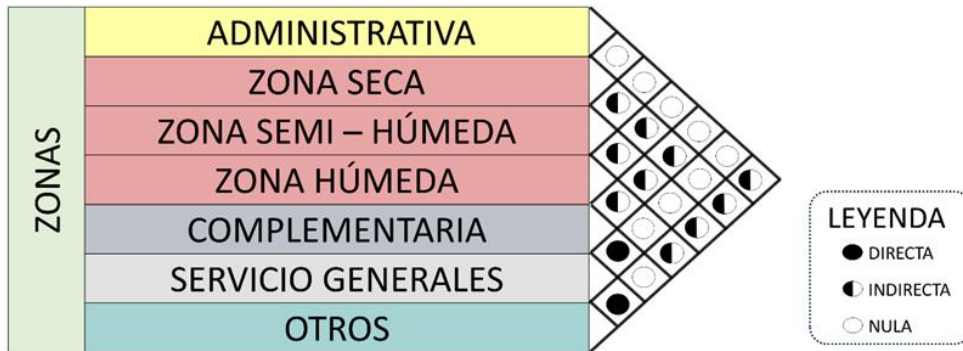 ZONAS
ADMINISTRATIVA
ZONA SECA
ZONA SEMI – HÚMEDA
ZONA HÚMEDA
COMPLEMENTARIA
SERVICIO GENERALES
OTROS
LEYENDA
DIRECTA
INDIRECTA
NULA